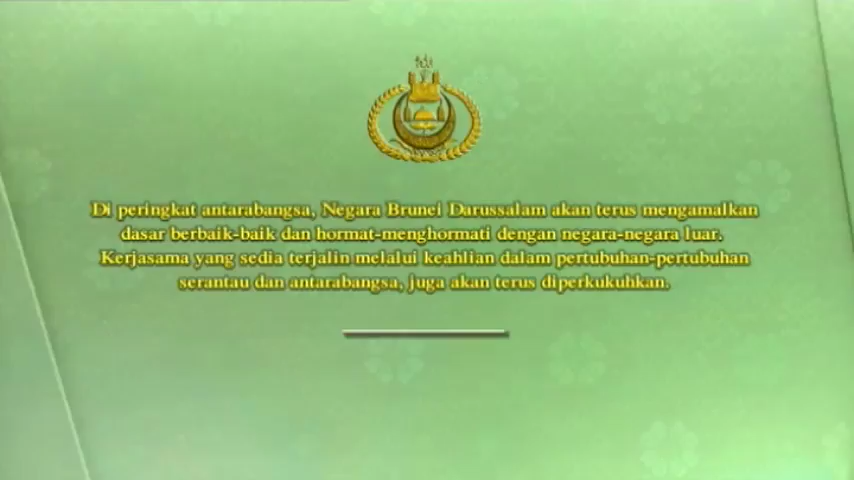 Di peringkat antarabangsa, Negara Brunei Darussalam akan terus mengamalkan
dasar berbaik-baik dan hormat-menghormati dengan negara-negara luar.
Kerjasama yang sedia terjalin melalui keahlian dalam pertubuhan-pertubuhan
serantau dan antarabangsa, juga akan terus diperkukuhkan.